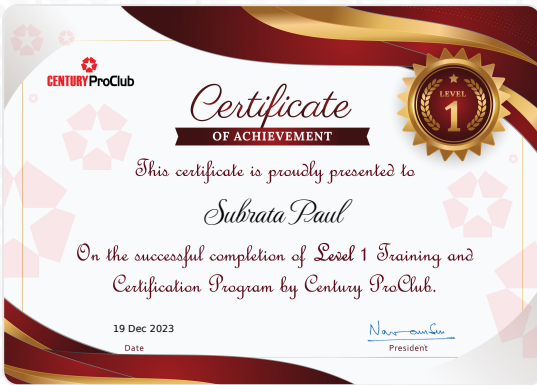 CENTURY ProClub
Certificate
OF ACHIEVEMENT
LEVEL
1
This certificate is proudly presented to
Subrata Paul
On the successful completion of Level 1 Training and
Certification Program by Century ProClub.
19 Dec 2023
Date
President